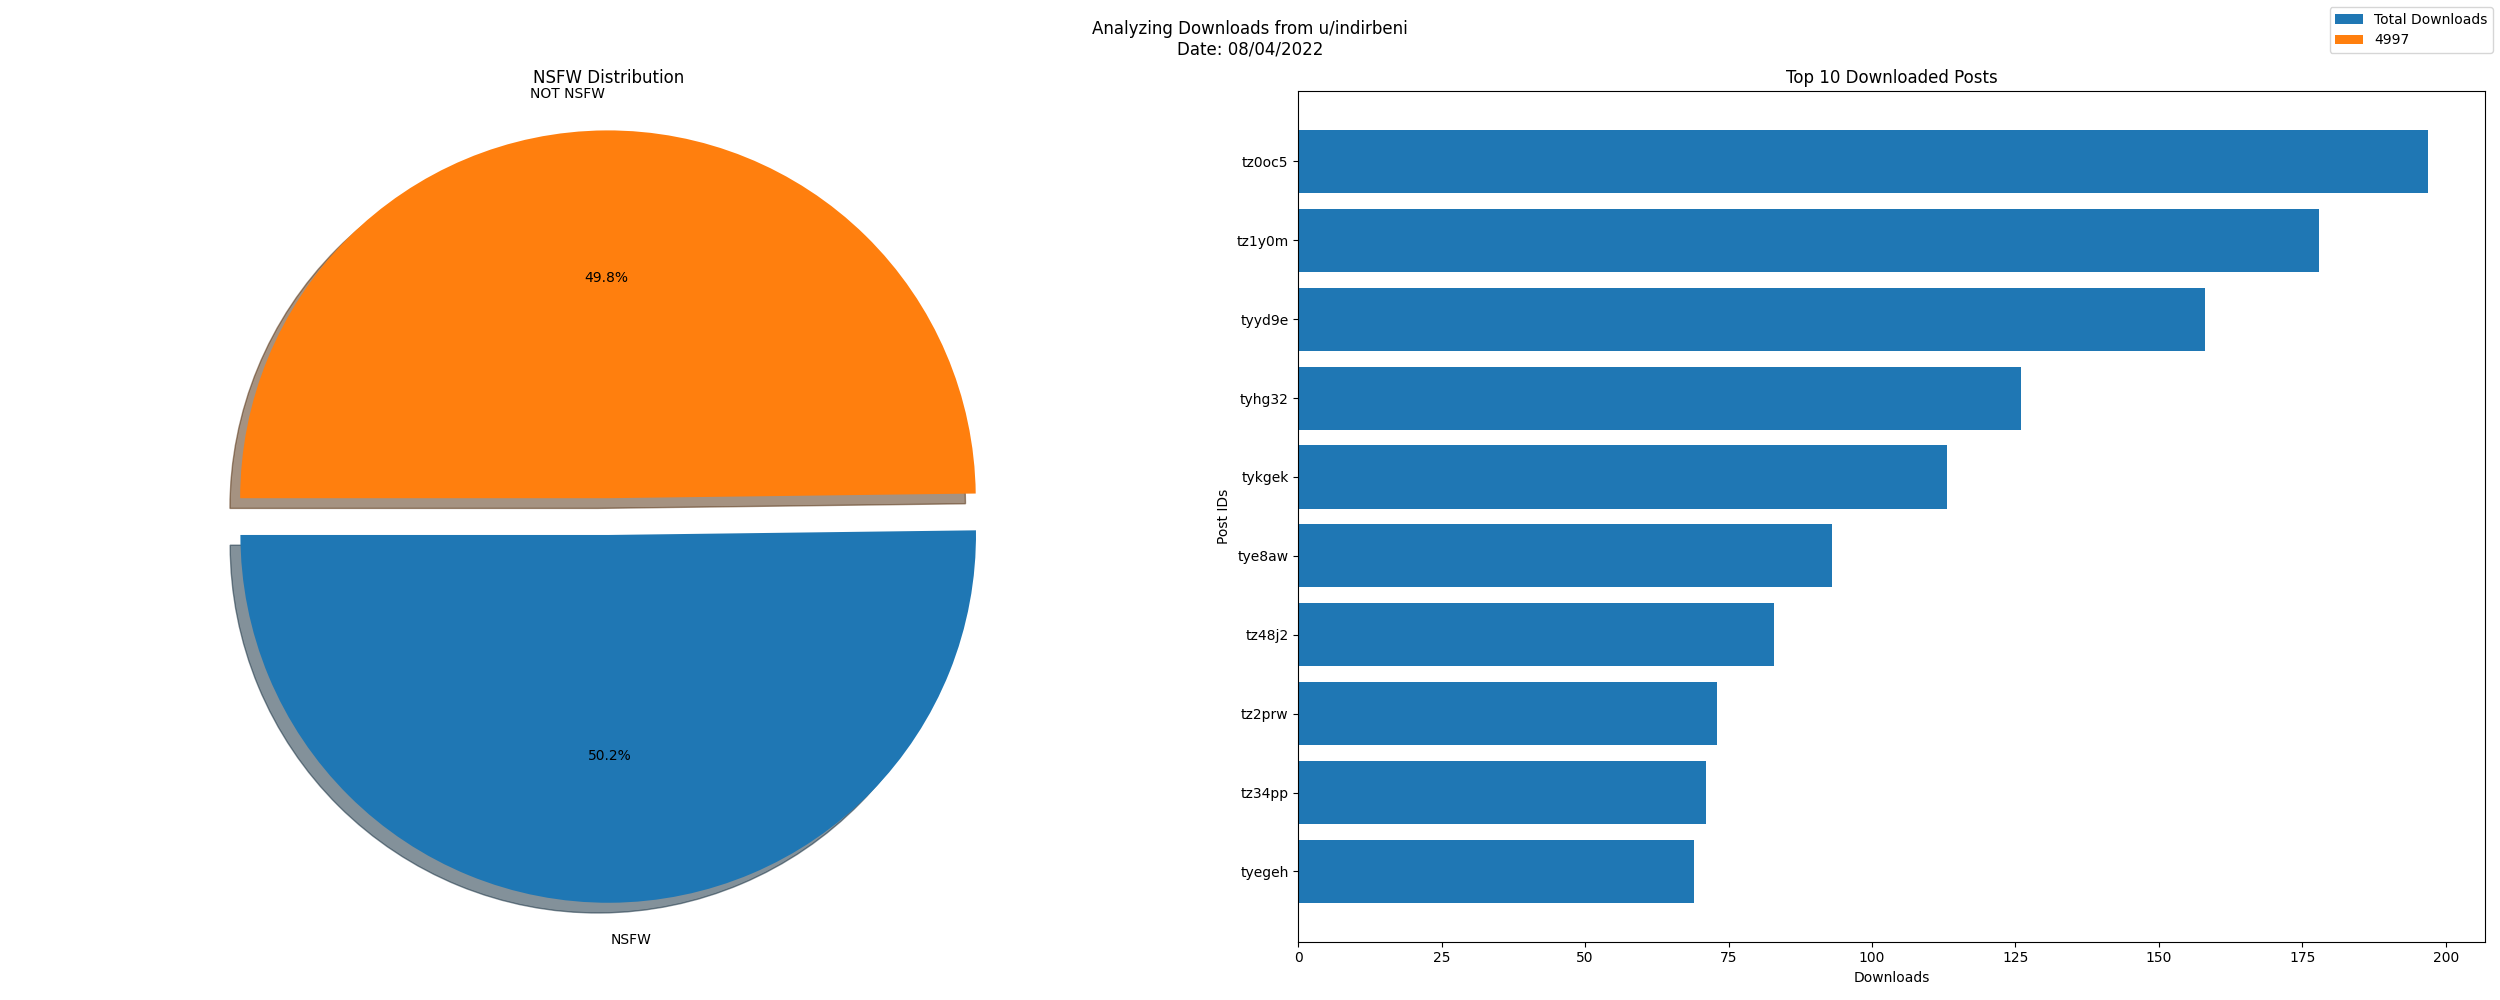 Analyzing Downloads from u/indirbeni
Date: 08/04/2022
Total Downloads
4997
NSFW Distribution
NOT NSFW
49.8%
50.2%
NSFW
Top 10 Downloaded Posts
Post IDs
tz0oc5
tz1y0m
tyyd9e
tyhg32
tykgek
tye8aw
tz48j2
tz2prw
tz34pp
tyegeh
0 25 50 75 100 125 150 175 200
Downloads